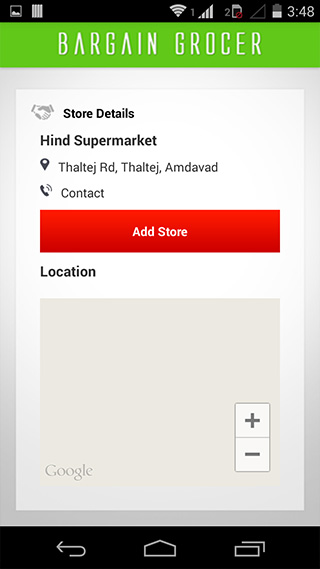 1 2 3:48
BARGAIN GROCER
Store Details
Hind Supermarket
Thaltej Rd, Thaltej, Amdavad
Contact
Add Store
Location
+
−
Google